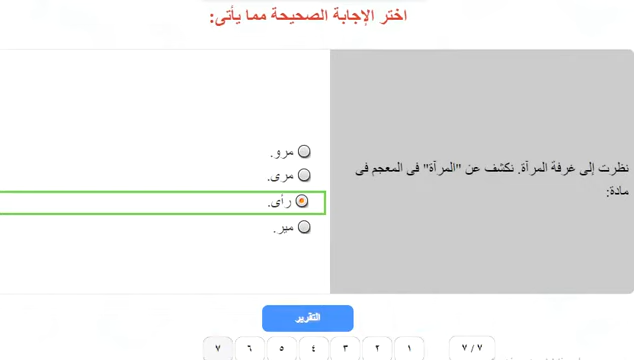 اختر الإجابة الصحيحة مما يأتى:
نظرت إلى غرفة المرآة. نكشف عن "المرآة" فى المعجم فى
مادة:
مرو.
مرى.
رأى.
مير.
التقرير
٧ / ٧
١ ٢ ٣ ٤ ٥ ٦ ٧